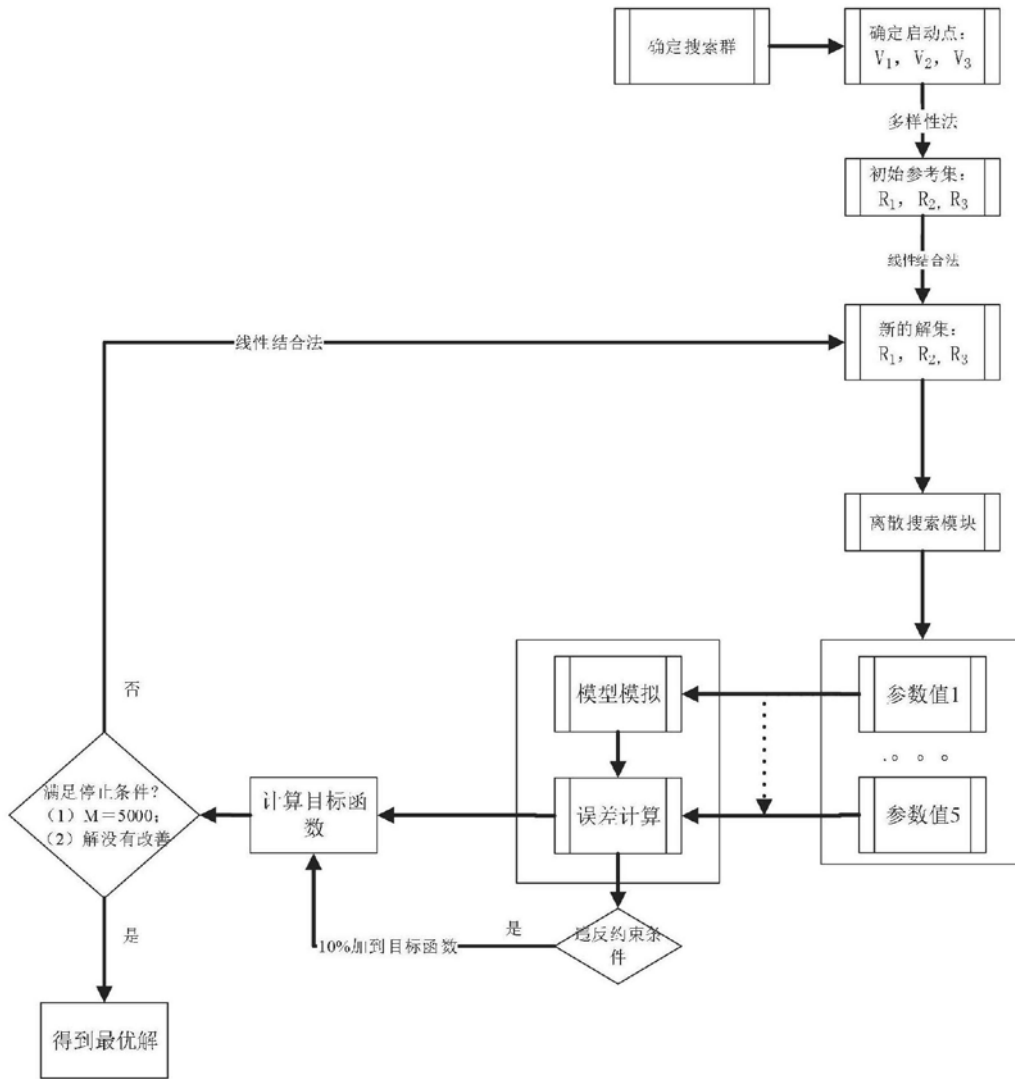 确定搜索群
确定启动点：
V₁， V₂， V₃
多样性法
初始参考集：
R₁， R₂, R₃
线性结合法
线性结合法
新的解集：
R₁， R₂, R₃
离散搜索模块
否
模型模拟
参数值1
.。。。
满足停止条件？
（1）M＝5000；
（2）解没有改善
计算目标函
数
误差计算
参数值5
是
10%加到目标函数
是
违反约束条
件
得到最优解